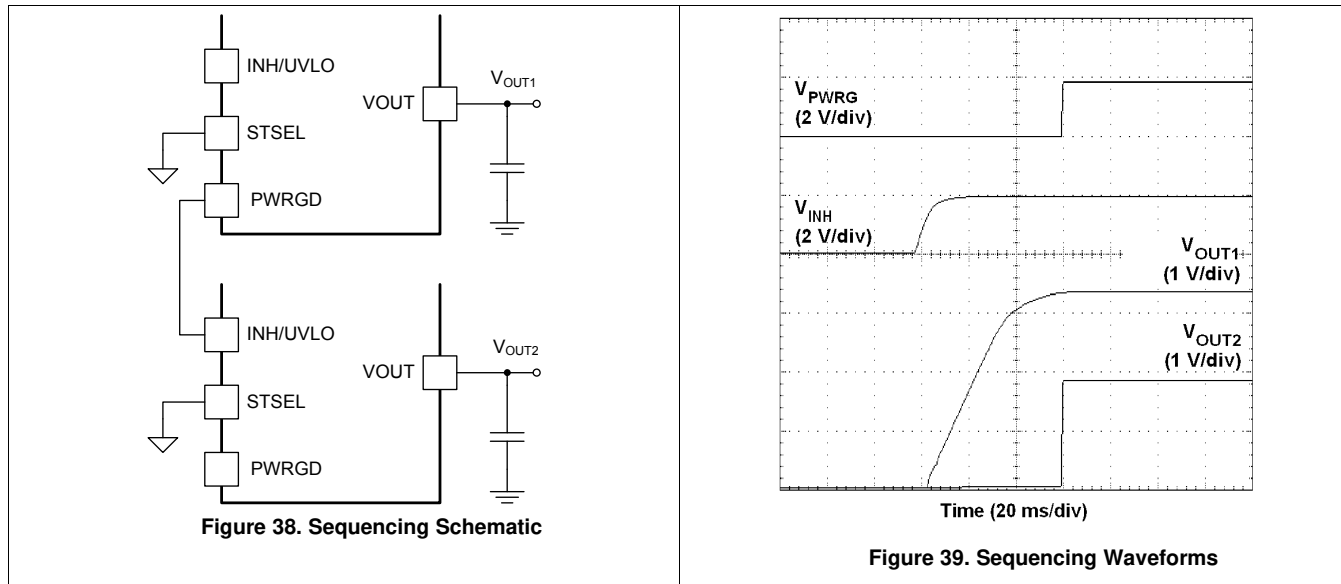 INH/UVLO
VOUT
VOUT1
STSEL
PWRGD
INH/UVLO
VOUT
VOUT2
STSEL
PWRGD
Figure 38. Sequencing Schematic
VPWRG
(2 V/div)
VINH
(2 V/div)
VOUT1
(1 V/div)
VOUT2
(1 V/div)
Time (20 ms/div)
Figure 39. Sequencing Waveforms